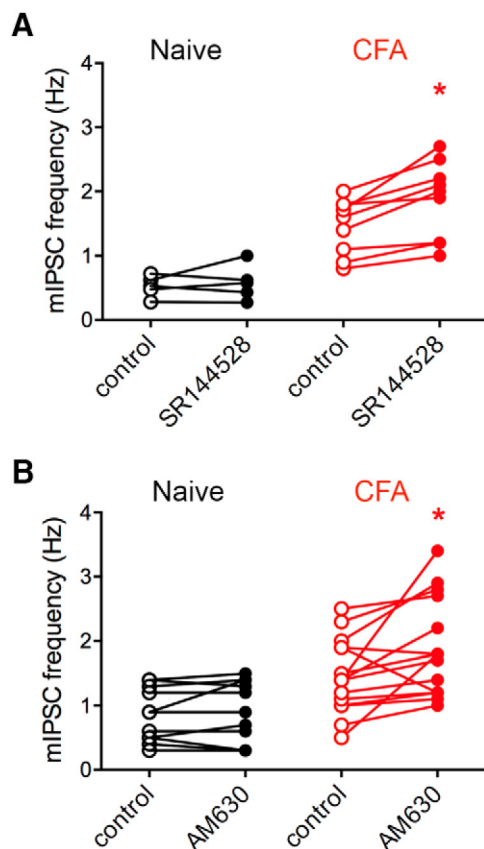 A
Naive CFA
*
mIPSC frequency (Hz)
4
3
2
1
0
control SR144528 control SR144528
B
Naive CFA
*
mIPSC frequency (Hz)
4
3
2
1
0
control AM630 control AM630